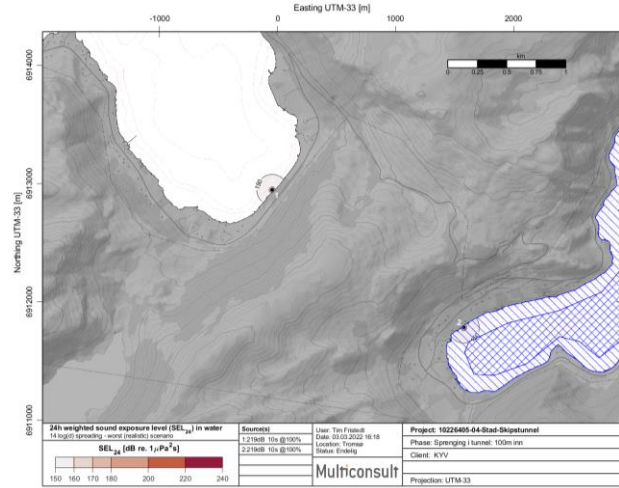 Easting UTM-33 [m]
-1000 0 1000 2000
Northing UTM-33 [m]
6914000
6913000
6912000
6911000
km
0 0.25 0.5 0.75 1
150
1
2
24h weighted sound exposure level (SEL24) in water
14 log(r) spreading - worst (realistic) scenario
SEL24 [dB re. 1μPa²s]
150 160 180 200 220 240
Source(s)
1:219dB 10s @100%
2:219dB 10s @100%
User: Tim Fristedt
Date: 03.03.2022 16:18
Location: Tromsø
Status: Endelig
Multiconsult
Project: 10226405-04-Stad-Skipstunnel
Phase: Sprenging i tunnel: 100m inn
Client: KYV
Projection: UTM-33